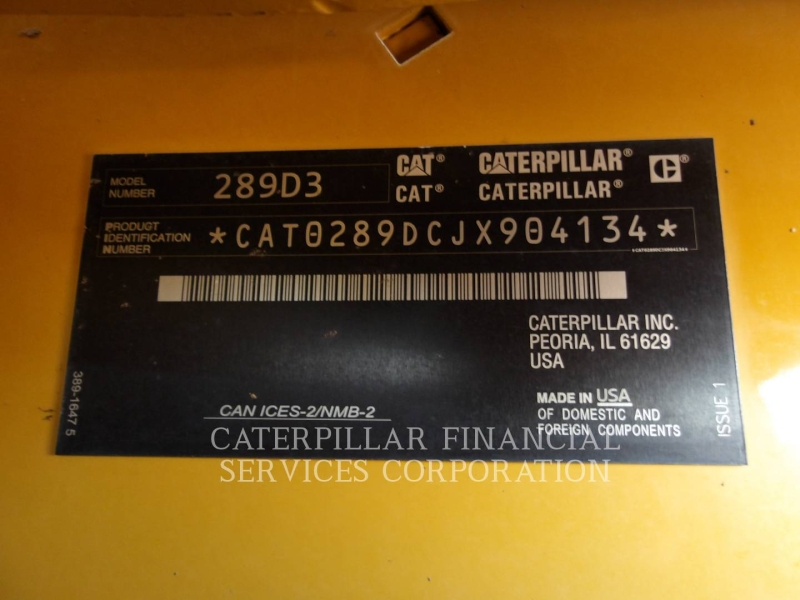 MODEL
NUMBER
289D3
CAT® CATERPILLAR® C®
CAT® CATERPILLAR®
PRODUCT
IDENTIFICATION
NUMBER
*CAT0289DCJX904134*
*CAT0289DCJX904134*
CATERPILLAR INC.
PEORIA, IL 61629
USA
MADE IN USA
OF DOMESTIC AND
FOREIGN COMPONENTS
CAN ICES-2/NMB-2
389-1647 5
ISSUE 1
CATERPILLAR FINANCIAL
SERVICES CORPORATION